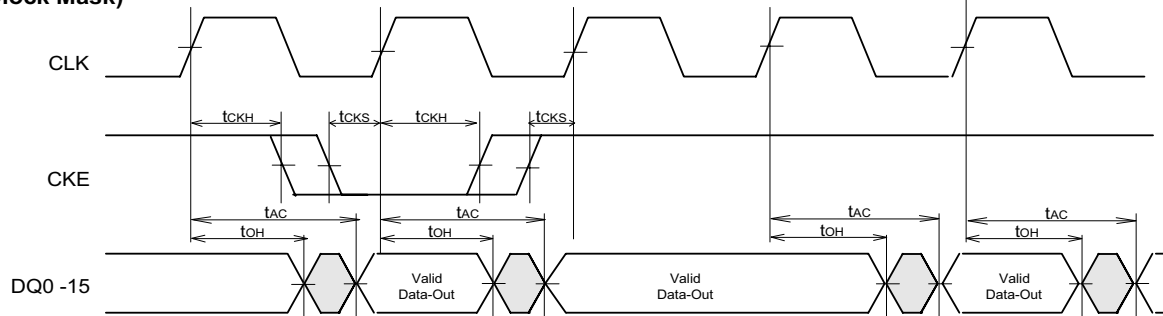 lock Mask)
CLK
tCKH tCKS tCKH tCKS
CKE
tAC tAC tAC tAC
tOH tOH tOH tOH
DQ0 -15
Valid Data-Out
Valid Data-Out
Valid Data-Out